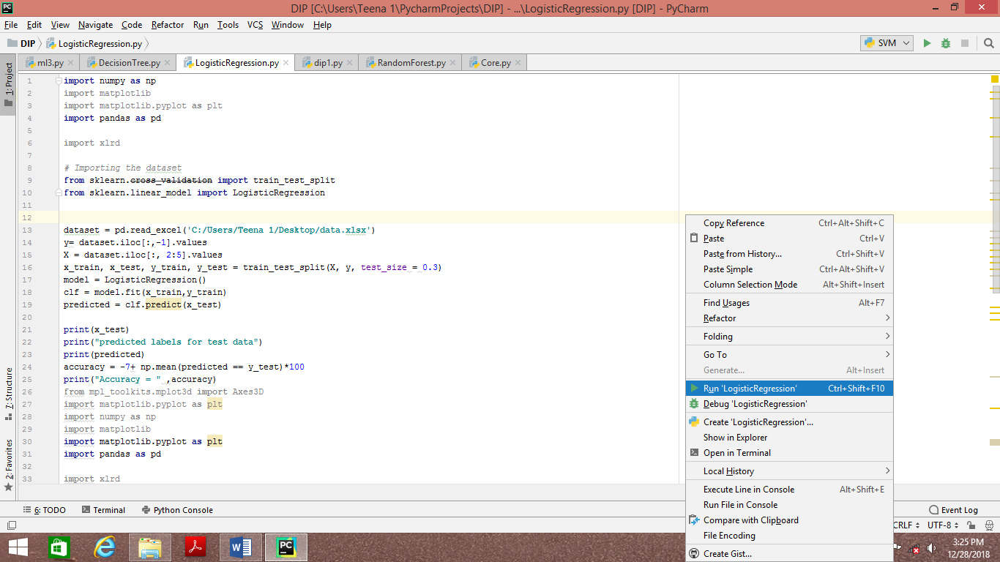 PC
DIP [C:\Users\Teena 1\PycharmProjects\DIP] - ...\LogisticRegression.py [DIP] - PyCharm
File Edit View Navigate Code Refactor Run Tools VCS Window Help
DIP LogisticRegression.py SVM
ml3.py DecisionTree.py LogisticRegression.py dip1.py RandomForest.py Core.py
1: Project
1 import numpy as np
2 import matplotlib
3 import matplotlib.pyplot as plt
4 import pandas as pd
5
6 import xlrd
7
8 # Importing the dataset
9 from sklearn.cross_validation import train_test_split
10 from sklearn.linear_model import LogisticRegression
11
12
13 dataset = pd.read_excel('C:/Users/Teena 1/Desktop/data.xlsx')
14 y= dataset.iloc[:,-1].values
15 X = dataset.iloc[:, 2:5].values
16 x_train, x_test, y_train, y_test = train_test_split(X, y, test_size = 0.3)
17 model = LogisticRegression()
18 clf = model.fit(x_train,y_train)
19 predicted = clf.predict(x_test)
20
21 print(x_test)
22 print("predicted labels for test data")
23 print(predicted)
24 accuracy = -7+ np.mean(predicted == y_test)*100
25 print("Accuracy = " ,accuracy)
26 from mpl_toolkits.mplot3d import Axes3D
27 import matplotlib.pyplot as plt
28 import numpy as np
29 import matplotlib
30 import matplotlib.pyplot as plt
31 import pandas as pd
32
33 import xlrd
7: Structure
2: Favorites
Copy Reference Ctrl+Alt+Shift+C
Paste Ctrl+V
Paste from History... Ctrl+Shift+V
Paste Simple Ctrl+Alt+Shift+V
Column Selection Mode Alt+Shift+Insert
Find Usages Alt+F7
Refactor
Folding
Go To
Generate... Alt+Insert
Run 'LogisticRegression' Ctrl+Shift+F10
Debug 'LogisticRegression'
Create 'LogisticRegression'...
Show in Explorer
Open in Terminal
Local History
Execute Line in Console Alt+Shift+E
Run File in Console
Compare with Clipboard
File Encoding
Create Gist...
6: TODO Terminal Python Console Event Log
CRLF UTF-8
PC
3:25 PM
12/28/2018